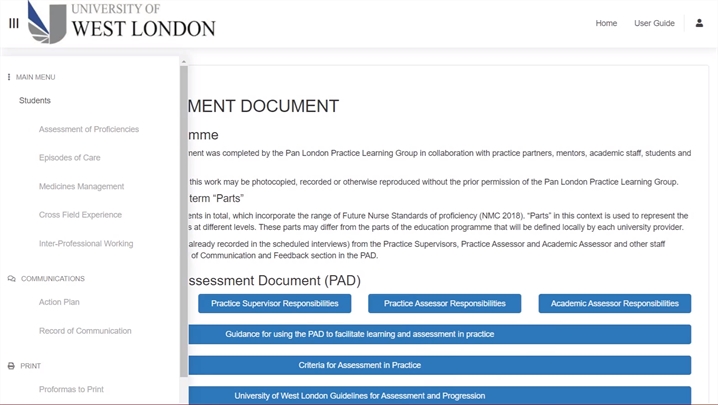 UNIVERSITY OF
WEST LONDON
Home
User Guide
MAIN MENU
Students
Assessment of Proficiencies
Episodes of Care
Medicines Management
Cross Field Experience
Inter-Professional Working
COMMUNICATIONS
Action Plan
Record of Communication
PRINT
Proformas to Print
MENT DOCUMENT
mme
ment was completed by the Pan London Practice Learning Group in collaboration with practice partners, mentors, academic staff, students and
this work may be photocopied, recorded or otherwise reproduced without the prior permission of the Pan London Practice Learning Group.
term “Parts”
ents in total, which incorporate the range of Future Nurse Standards of proficiency (NMC 2018). “Parts” in this context is used to represent the
s at different levels. These parts may differ from the parts of the education programme that will be defined locally by each university provider.
already recorded in the scheduled interviews) from the Practice Supervisors, Practice Assessor and Academic Assessor and other staff
of Communication and Feedback section in the PAD.
ssessment Document (PAD)
Practice Supervisor Responsibilities
Practice Assessor Responsibilities
Academic Assessor Responsibilities
Guidance for using the PAD to facilitate learning and assessment in practice
Criteria for Assessment in Practice
University of West London Guidelines for Assessment and Progression